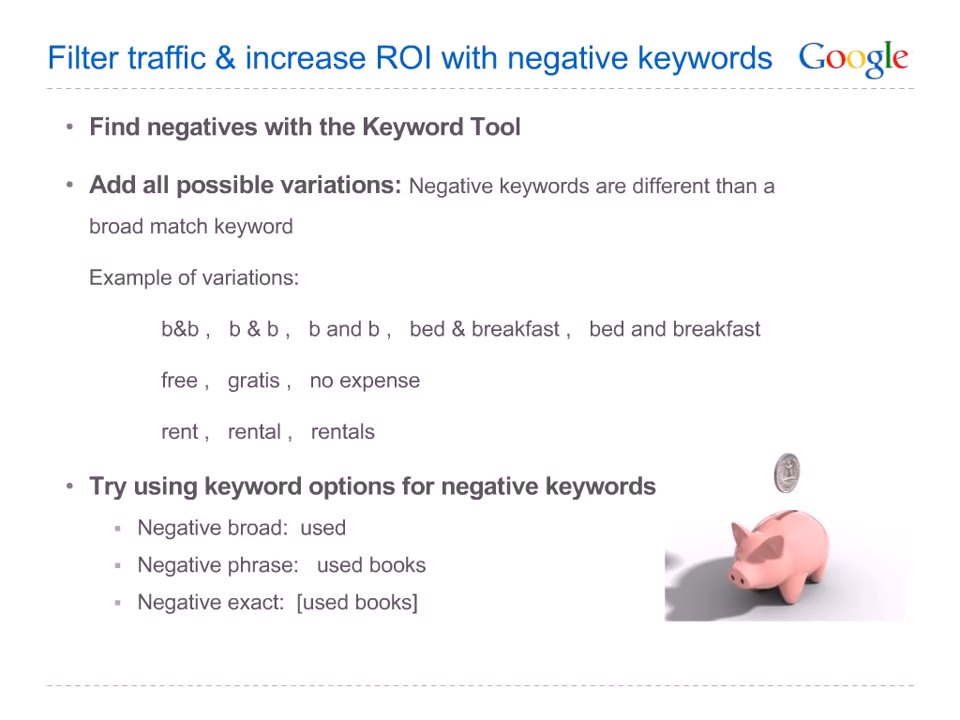 Filter traffic & increase ROI with negative keywords
Google
• Find negatives with the Keyword Tool
• Add all possible variations: Negative keywords are different than a
broad match keyword
Example of variations:
b&b , b & b , b and b , bed & breakfast , bed and breakfast
free , gratis , no expense
rent , rental , rentals
• Try using keyword options for negative keywords
▪ Negative broad: used
▪ Negative phrase: used books
▪ Negative exact: [used books]